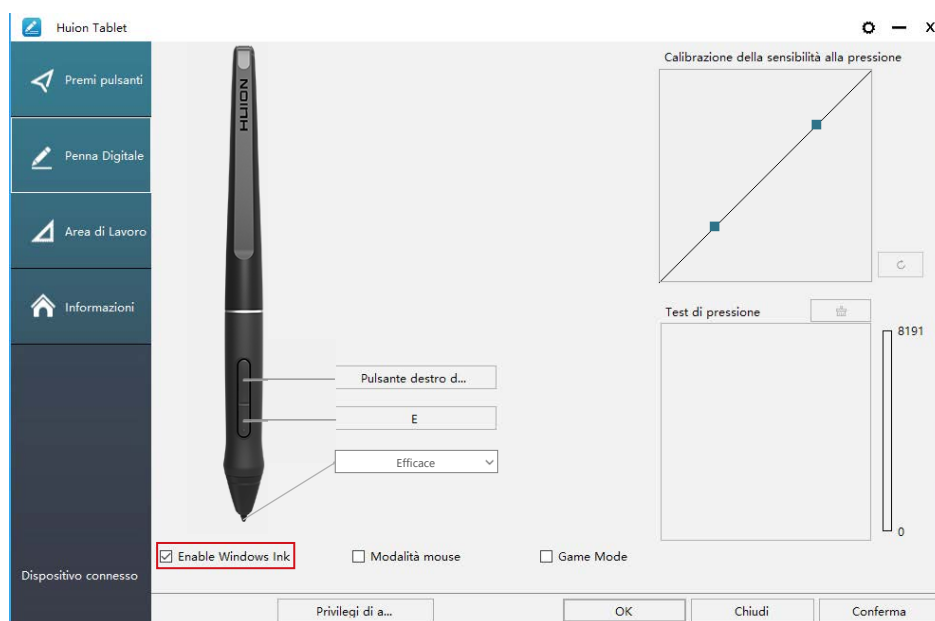 Huion Tablet
X
Premi pulsanti
Penna Digitale
Area di Lavoro
Informazioni
Dispositivo connesso
HUION
Pulsante destro d...
E
Efficace
Enable Windows Ink
Modalità mouse
Game Mode
Calibrazione della sensibilità alla pressione
Test di pressione
8191
0
Privilegi di a...
OK
Chiudi
Conferma